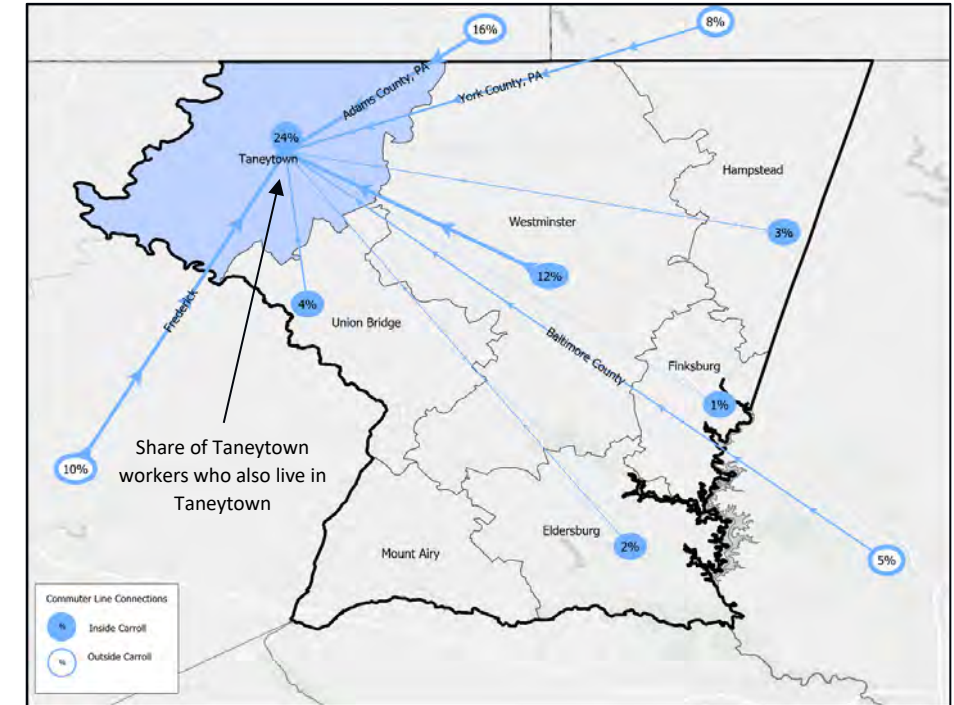 16%
8%
Adams County, PA
York County, PA
24%
Taneytown
Hampstead
Westminster
3%
12%
4%
Union Bridge
Frederick
Baltimore County
Finksburg
1%
10%
Share of Taneytown
workers who also live in
Taneytown
Eldersburg
2%
Mount Airy
5%
Commuter Line Connections
% Inside Carroll
% Outside Carroll